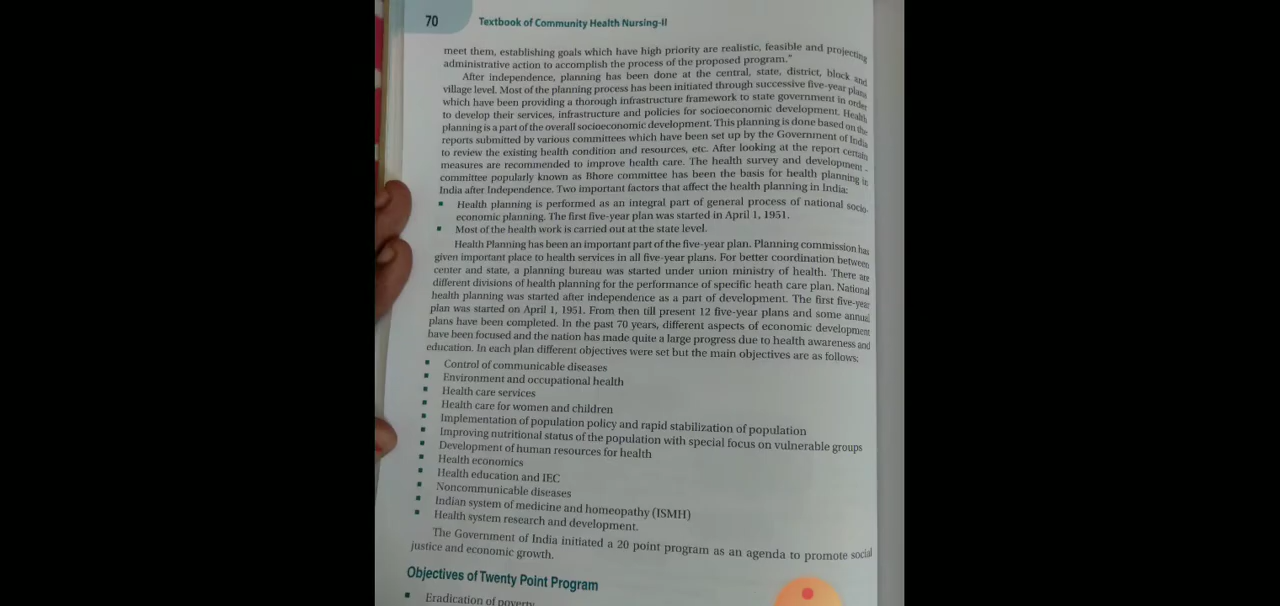 70
Textbook of Community Health Nursing-II
meet them, establishing goals which have high priority are realistic, feasible and projecting
administrative action to accomplish the process of the proposed program."
After independence, planning has been done at the central, state, district, block and
village level. Most of the planning process has been initiated through successive five-year plans
which have been providing a thorough infrastructure framework to state government in order
to develop their services, infrastructure and policies for socioeconomic development. Health
planning is a part of the overall socioeconomic development. This planning is done based on the
reports submitted by various committees which have been set up by the Government of India
to review the existing health condition and resources, etc. After looking at the report certain
measures are recommended to improve health care. The health survey and development
committee popularly known as Bhore committee has been the basis for health planning in
India after Independence. Two important factors that affect the health planning in India:
▪ Health planning is performed as an integral part of general process of national socio-
economic planning. The first five-year plan was started in April 1, 1951.
▪ Most of the health work is carried out at the state level.
Health Planning has been an important part of the five-year plan. Planning commission has
given important place to health services in all five-year plans. For better coordination between
center and state, a planning bureau was started under union ministry of health. There are
different divisions of health planning for the performance of specific heath care plan. National
health planning was started after independence as a part of development. The first five-year
plan was started on April 1, 1951. From then till present 12 five-year plans and some annual
plans have been completed. In the past 70 years, different aspects of economic development
have been focused and the nation has made quite a large progress due to health awareness and
education. In each plan different objectives were set but the main objectives are as follows:
▪ Control of communicable diseases
▪ Environment and occupational health
▪ Health care services
▪ Health care for women and children
▪ Implementation of population policy and rapid stabilization of population
▪ Improving nutritional status of the population with special focus on vulnerable groups
▪ Development of human resources for health
▪ Health economics
▪ Health education and IEC
▪ Noncommunicable diseases
▪ Indian system of medicine and homeopathy (ISMH)
▪ Health system research and development.
The Government of India initiated a 20 point program as an agenda to promote social
justice and economic growth.
Objectives of Twenty Point Program
▪ Eradication of poverty